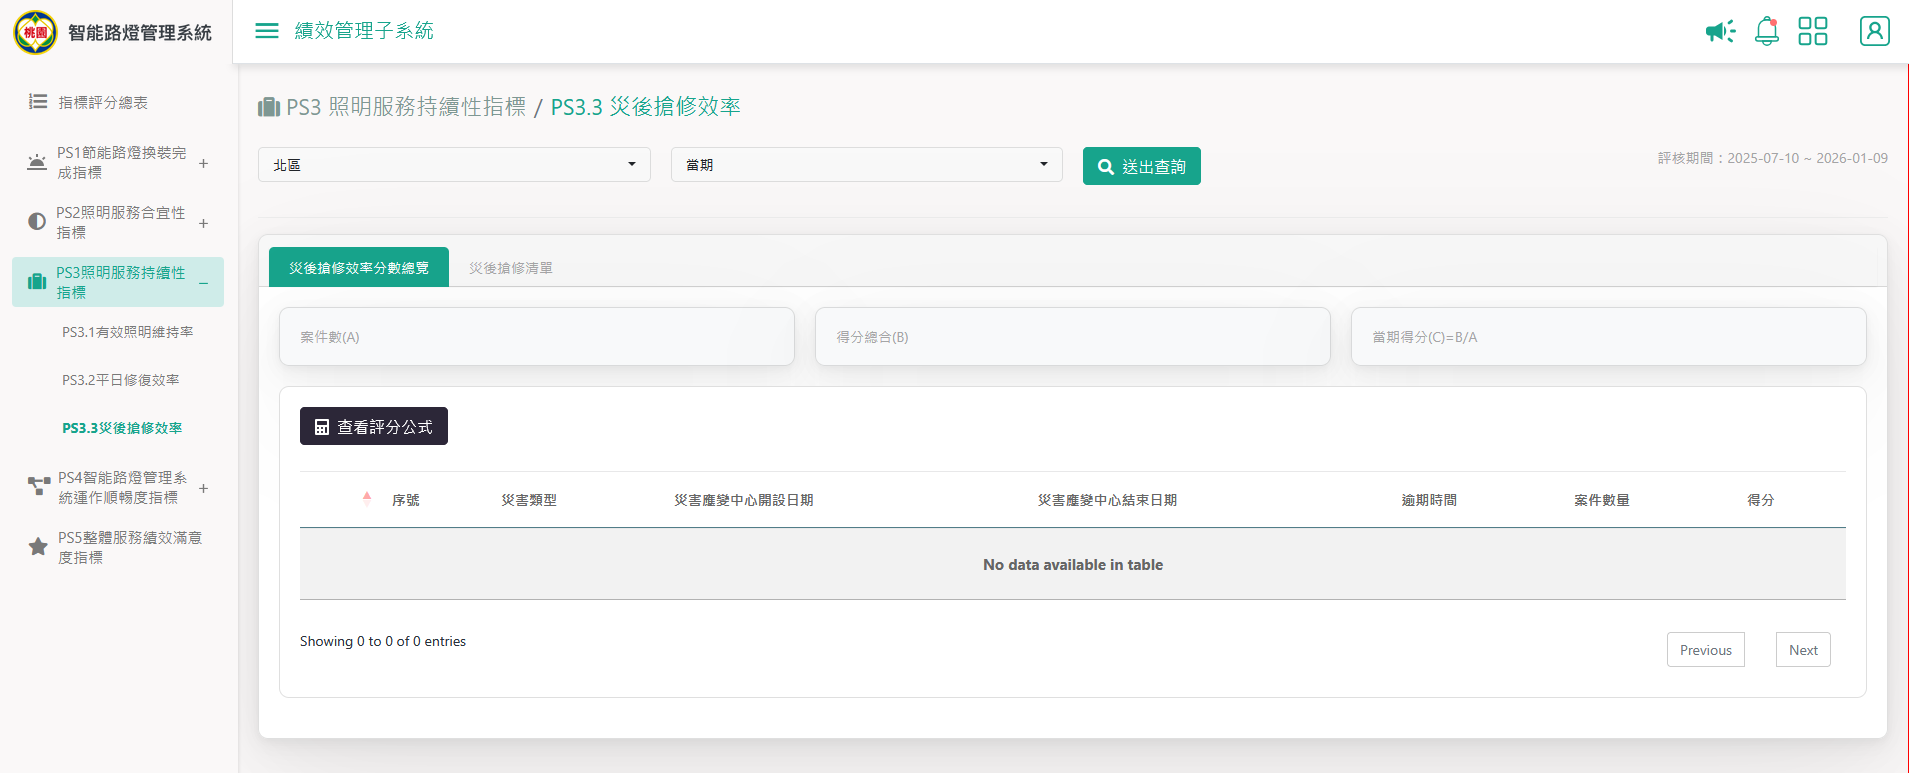 桃園
智能路燈管理系統
績效管理子系統
指標評分總表
PS1節能路燈換裝完
成指標
+
PS2照明服務合宜性
指標
+
PS3照明服務持續性
指標
–
PS3.1有效照明維持率
PS3.2平日修復效率
PS3.3災後搶修效率
PS4智能路燈管理系
統運作順暢度指標
+
PS5整體服務績效滿意
度指標
PS3 照明服務持續性指標 / PS3.3 災後搶修效率
北區
當期
送出查詢
評核期間：2025-07-10 ~ 2026-01-09
災後搶修效率分數總覽
災後搶修清單
案件數(A)
得分總合(B)
當期得分(C)=B/A
查看評分公式
序號 災害類型 災害應變中心開設日期 災害應變中心結束日期 逾期時間 案件數量 得分
No data available in table
Showing 0 to 0 of 0 entries
Previous
Next